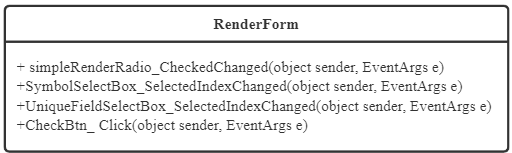 RenderForm
+ simpleRenderRadio_CheckedChanged(object sender, EventArgs e)
+SymbolSelectBox_SelectedIndexChanged(object sender, EventArgs e)
+UniqueFieldSelectBox_SelectedIndexChanged(object sender, EventArgs e)
+CheckBtn_ Click(object sender, EventArgs e)